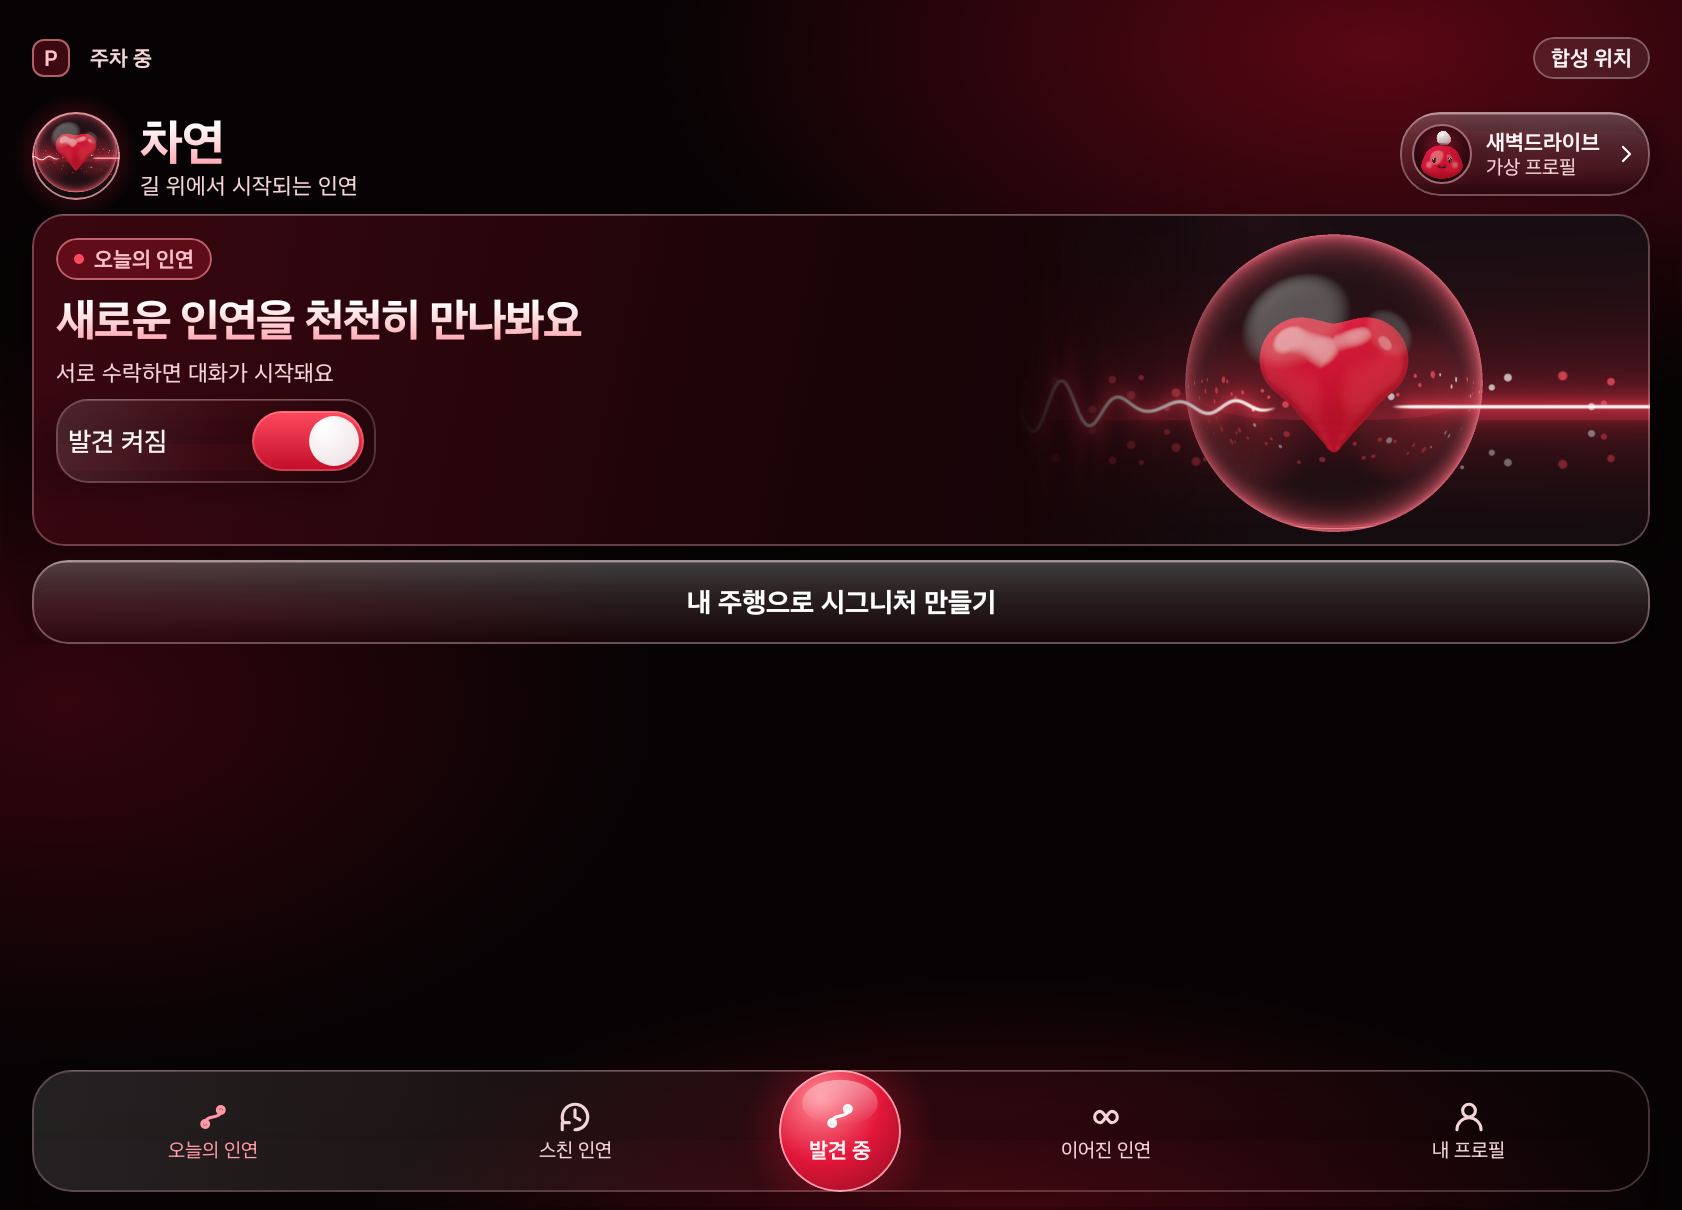 P 주차 중
합성 위치
차연
길 위에서 시작되는 인연
새벽드라이브
가상 프로필
오늘의 인연
새로운 인연을 천천히 만나봐요
서로 수락하면 대화가 시작돼요
발견 켜짐
내 주행으로 시그니처 만들기
오늘의 인연
스친 인연
발견 중
이어진 인연
내 프로필